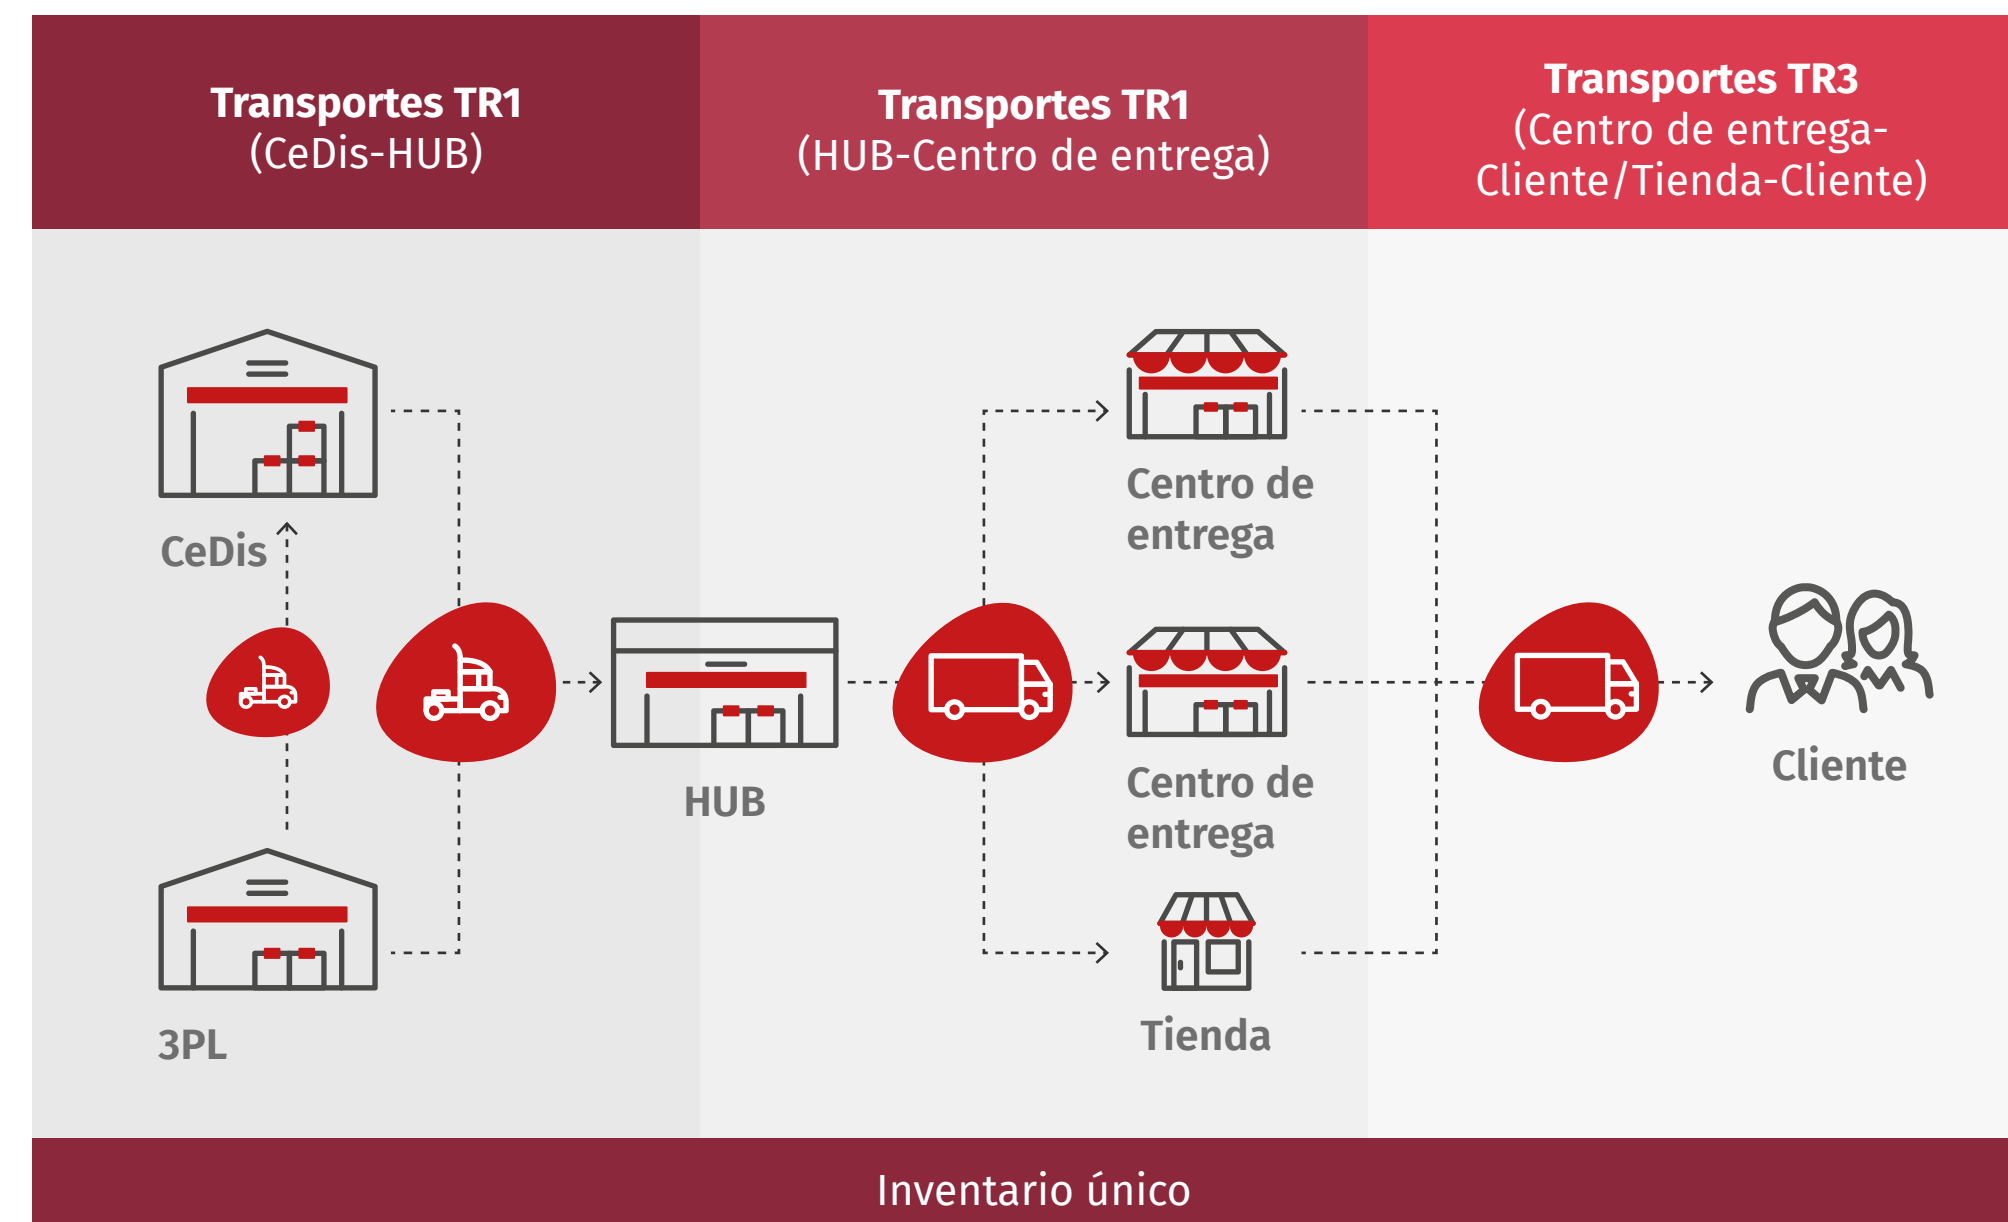 Transportes TR1
(CeDis-HUB)
Transportes TR1
(HUB-Centro de entrega)
Transportes TR3
(Centro de entrega-
Cliente/Tienda-Cliente)
CeDis
3PL
HUB
Centro de
entrega
Centro de
entrega
Tienda
Cliente
Inventario único